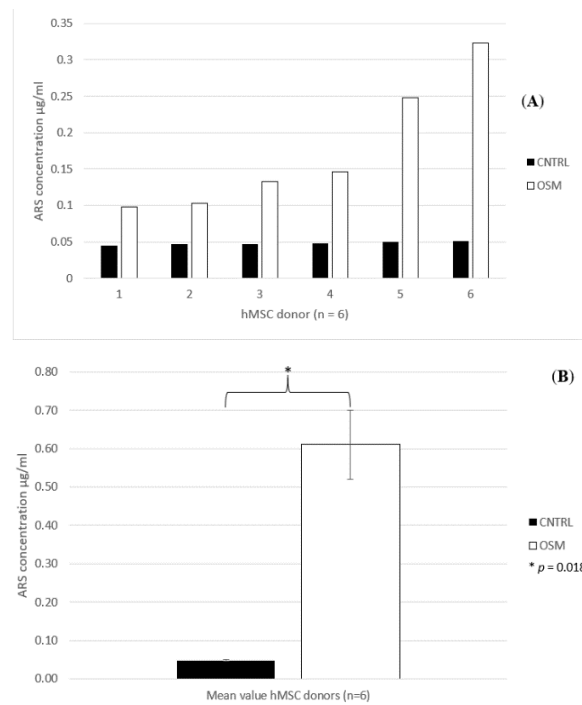 0.35
0.3
0.25
0.2
0.15
0.1
0.05
0
ARS concentration µg/ml
1 2 3 4 5 6
hMSC donor (n = 6)
(A)
CNTRL
OSM
0.80
0.70
0.60
0.50
0.40
0.30
0.20
0.10
0.00
ARS concentration µg/ml
*
Mean value hMSC donors (n=6)
(B)
CNTRL
OSM
* p = 0.018